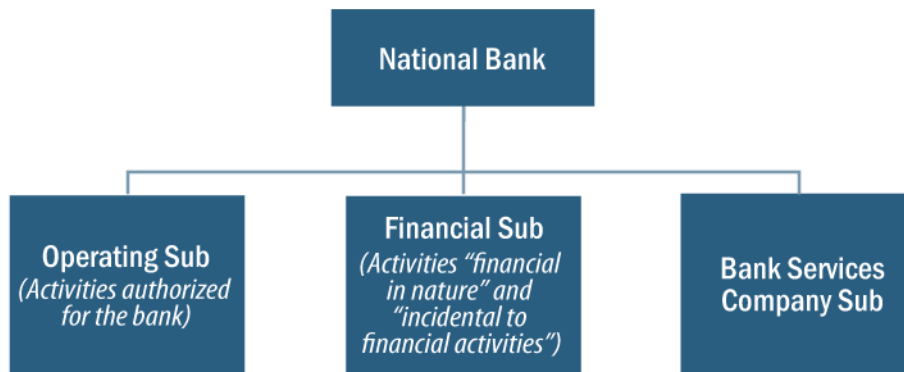 National Bank
Operating Sub
(Activities authorized
for the bank)
Financial Sub
(Activities “financial
in nature” and
“incidental to
financial activities”)
Bank Services
Company Sub